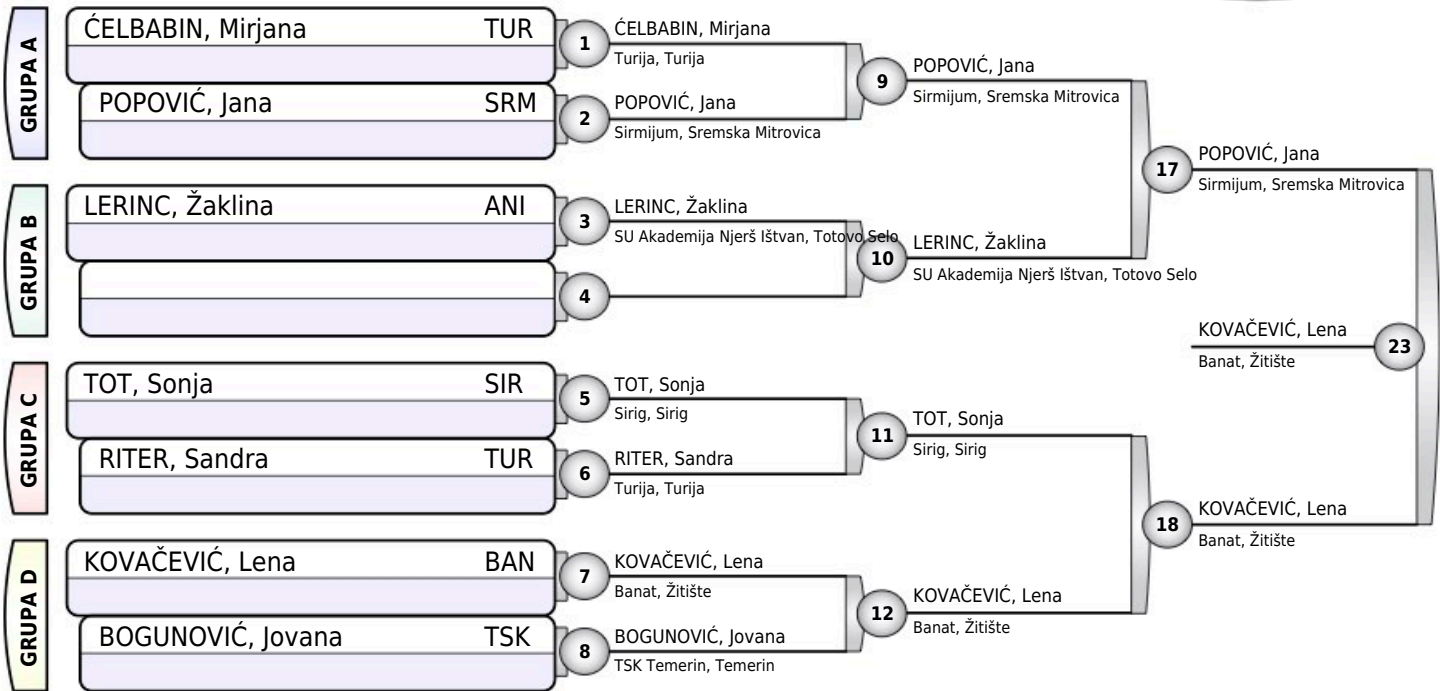 GRUPA A
ĆELBABIN, Mirjana TUR
POPOVIĆ, Jana SRM
GRUPA B
LERINC, Žaklina ANI
GRUPA C
TOT, Sonja SIR
RITER, Sandra TUR
GRUPA D
KOVAČEVIĆ, Lena BAN
BOGUNOVIĆ, Jovana TSK
1
ĆELBABIN, Mirjana
Turija, Turija
2
POPOVIĆ, Jana
Sirmijum, Sremska Mitrovica
3
LERINC, Žaklina
SU Akademija Njerš Ištvan, Totovo Selo
4
5
TOT, Sonja
Sirig, Sirig
6
RITER, Sandra
Turija, Turija
7
KOVAČEVIĆ, Lena
Banat, Žitište
8
BOGUNOVIĆ, Jovana
TSK Temerin, Temerin
9
POPOVIĆ, Jana
Sirmijum, Sremska Mitrovica
10
LERINC, Žaklina
SU Akademija Njerš Ištvan, Totovo Selo
11
TOT, Sonja
Sirig, Sirig
12
KOVAČEVIĆ, Lena
Banat, Žitište
17
POPOVIĆ, Jana
Sirmijum, Sremska Mitrovica
18
KOVAČEVIĆ, Lena
Banat, Žitište
KOVAČEVIĆ, Lena
Banat, Žitište
23